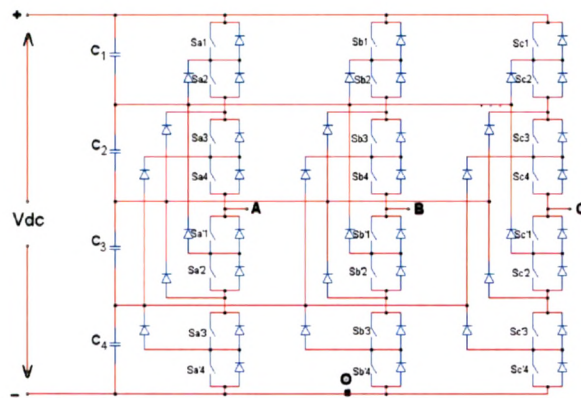 +
C1
Sa1
Sb1
Sc1
Sa2
Sb2
Sc2
C2
Sa3
Sb3
Sc3
Sa4
Sb4
Sc4
Vdc
A
B
C
C3
Sa'1
Sb'1
Sc'1
Sa'2
Sb'2
Sc'2
C4
Sa'3
Sb'3
Sc'3
Sa'4
Sb'4
Sc'4
O
-